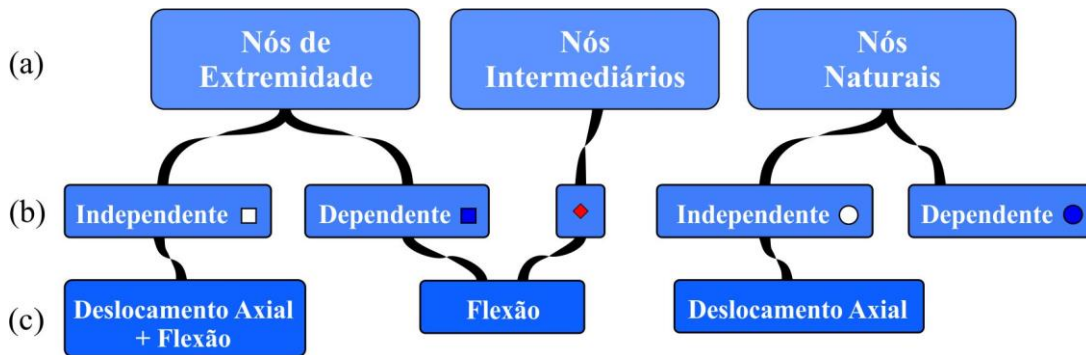 (a)
Nós de
Extremidade
Nós
Intermediários
Nós
Naturais
(b)
Independente
Dependente
Independente
Dependente
(c)
Deslocamento Axial
+ Flexão
Flexão
Deslocamento Axial